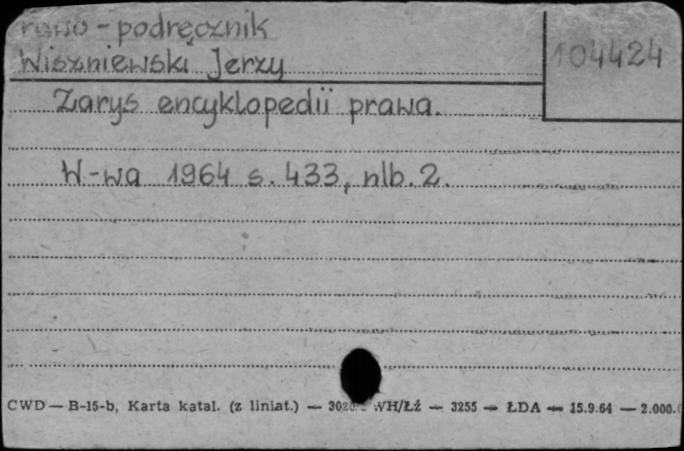 prawo - podręcznik
104424
Wiszniewski Jerzy
Zarys encyklopedii prawa.
W-wa 1964 s. 433, nlb. 2.
CWD — B-15-b, Karta katal. (z liniat.) — WH/Łź — 3255 — ŁDA — 15.9.64 — 2.000.